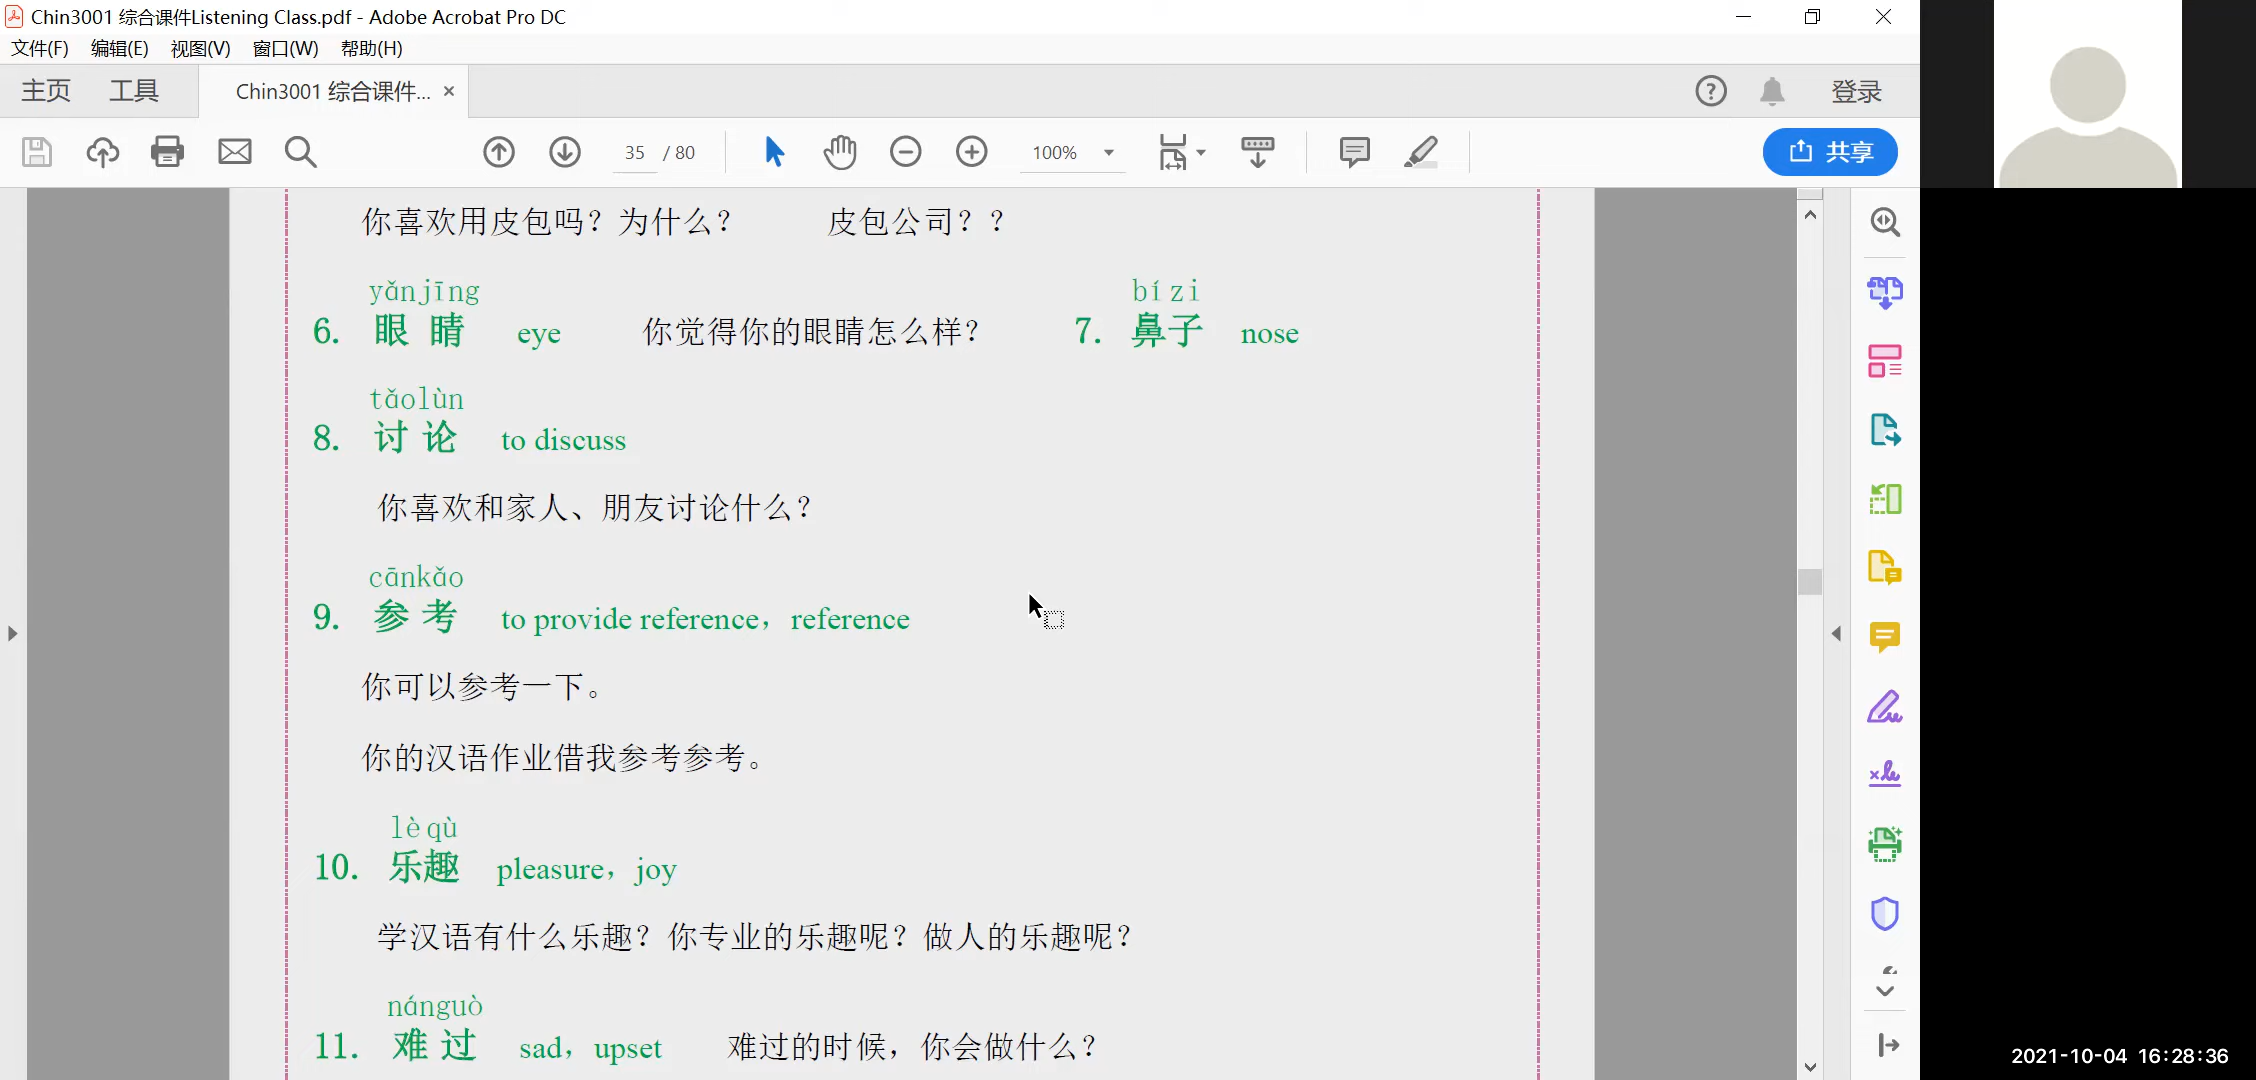 Chin3001 综合课件Listening Class.pdf - Adobe Acrobat Pro DC
文件(F) 编辑(E) 视图(V) 窗口(W) 帮助(H)
主页 工具 Chin3001 综合课件... × 登录
35 / 80 100% 共享
你喜欢用皮包吗？为什么？ 皮包公司？？
yǎnjīng bízi
6. 眼睛 eye 你觉得你的眼睛怎么样？ 7. 鼻子 nose
tǎolùn
8. 讨论 to discuss
你喜欢和家人、朋友讨论什么？
cānkǎo
9. 参考 to provide reference，reference
你可以参考一下。
你的汉语作业借我参考参考。
lèqù
10. 乐趣 pleasure，joy
学汉语有什么乐趣？你专业的乐趣呢？做人的乐趣呢？
nánguò
11. 难过 sad，upset 难过的时候，你会做什么？
2021-10-04 16:28:36